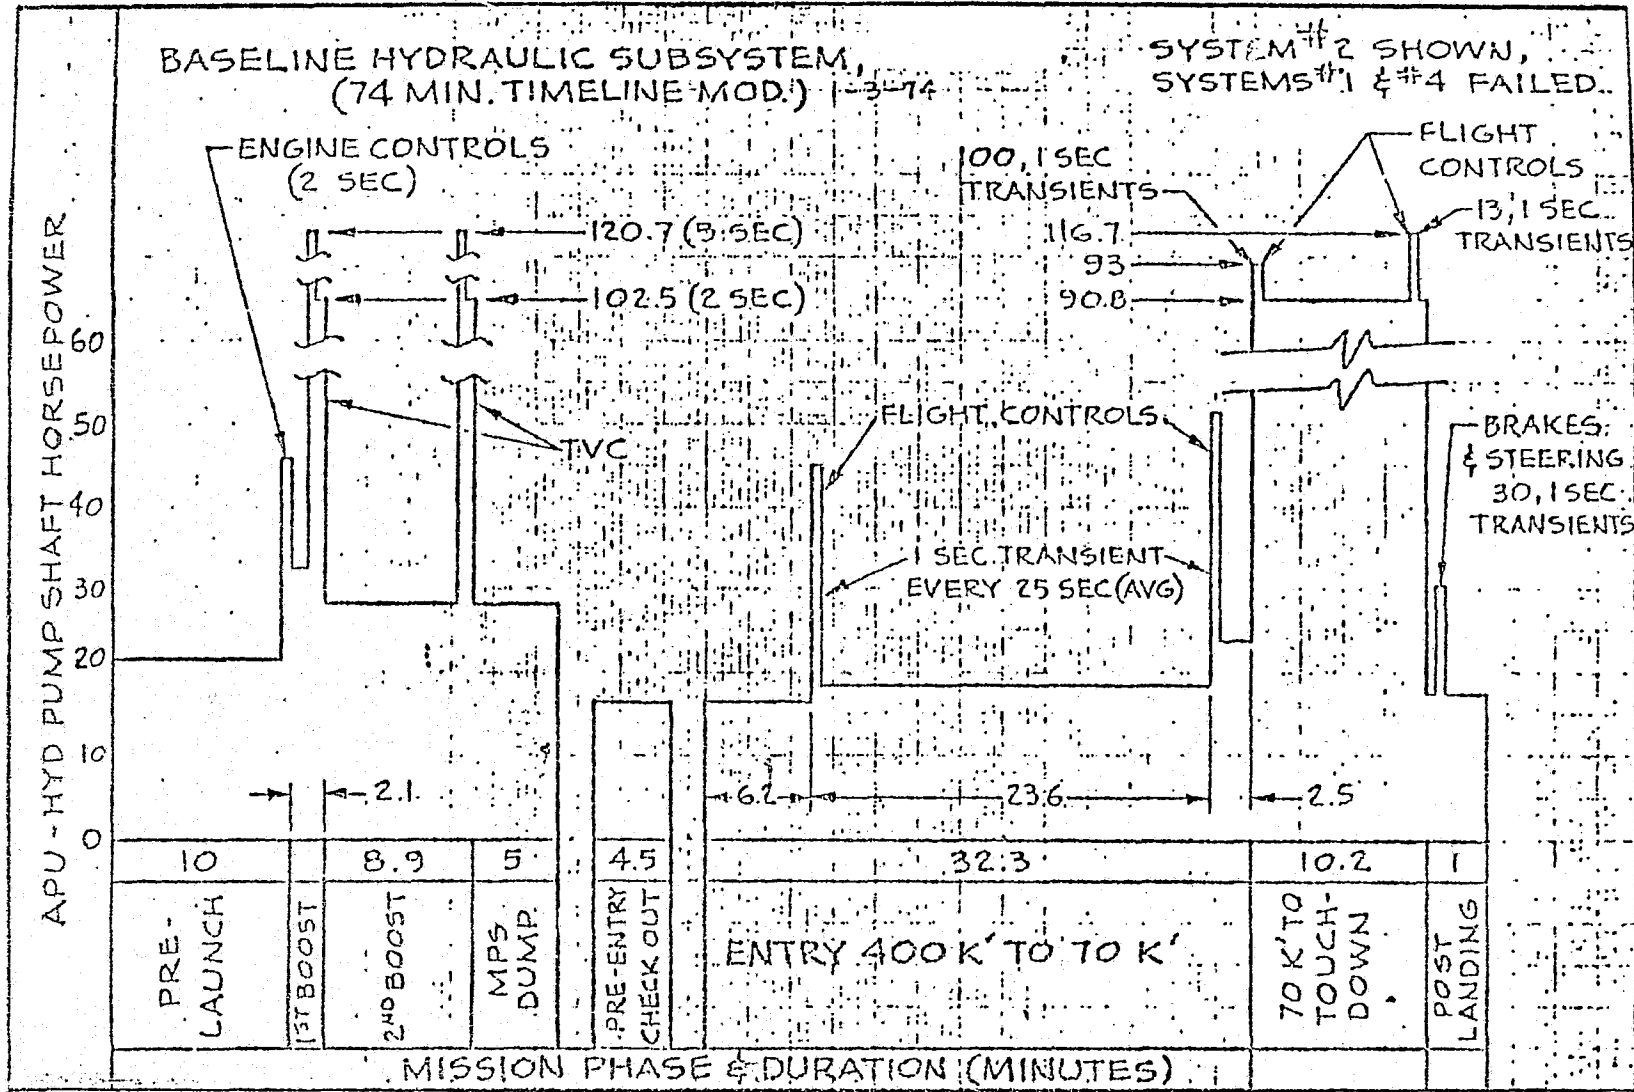 BASELINE HYDRAULIC SUBSYSTEM,
(74 MIN. TIMELINE MOD.) 1-3-74
SYSTEM #2 SHOWN,
SYSTEMS #1 & #4 FAILED
ENGINE CONTROLS
(2 SEC)
100, 1 SEC
TRANSIENTS
FLIGHT
CONTROLS
13, 1 SEC
TRANSIENTS
120.7 (5 SEC)
102.5 (2 SEC)
116.7
93
90.8
TVC
FLIGHT CONTROLS
1 SEC TRANSIENT
EVERY 25 SEC (AVG)
BRAKES
& STEERING
30, 1 SEC
TRANSIENTS
APU - HYD PUMP SHAFT HORSEPOWER
60
50
40
30
20
10
0
2.1
6.2
23.6
2.5
10
8.9
5
4.5
32.3
10.2
1
PRE-
LAUNCH
1ST BOOST
2ND BOOST
MPS
DUMP
PRE-ENTRY
CHECK OUT
ENTRY 400 K' TO 70 K'
70 K' TO
TOUCH-
DOWN
POST
LANDING
MISSION PHASE & DURATION (MINUTES)